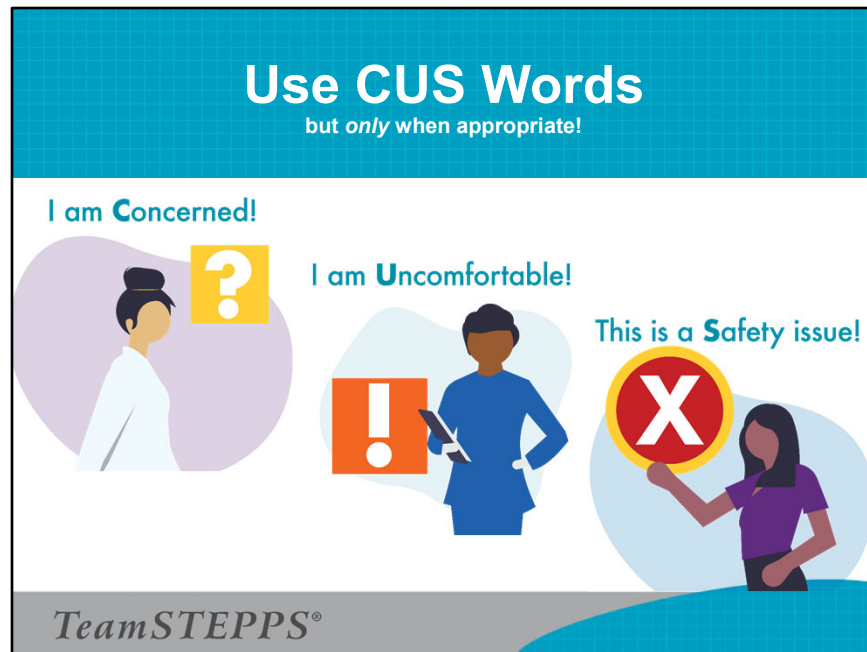 Use CUS Words
but only when appropriate!
I am Concerned!
?
I am Uncomfortable!
!
This is a Safety issue!
X
TeamSTEPPS®